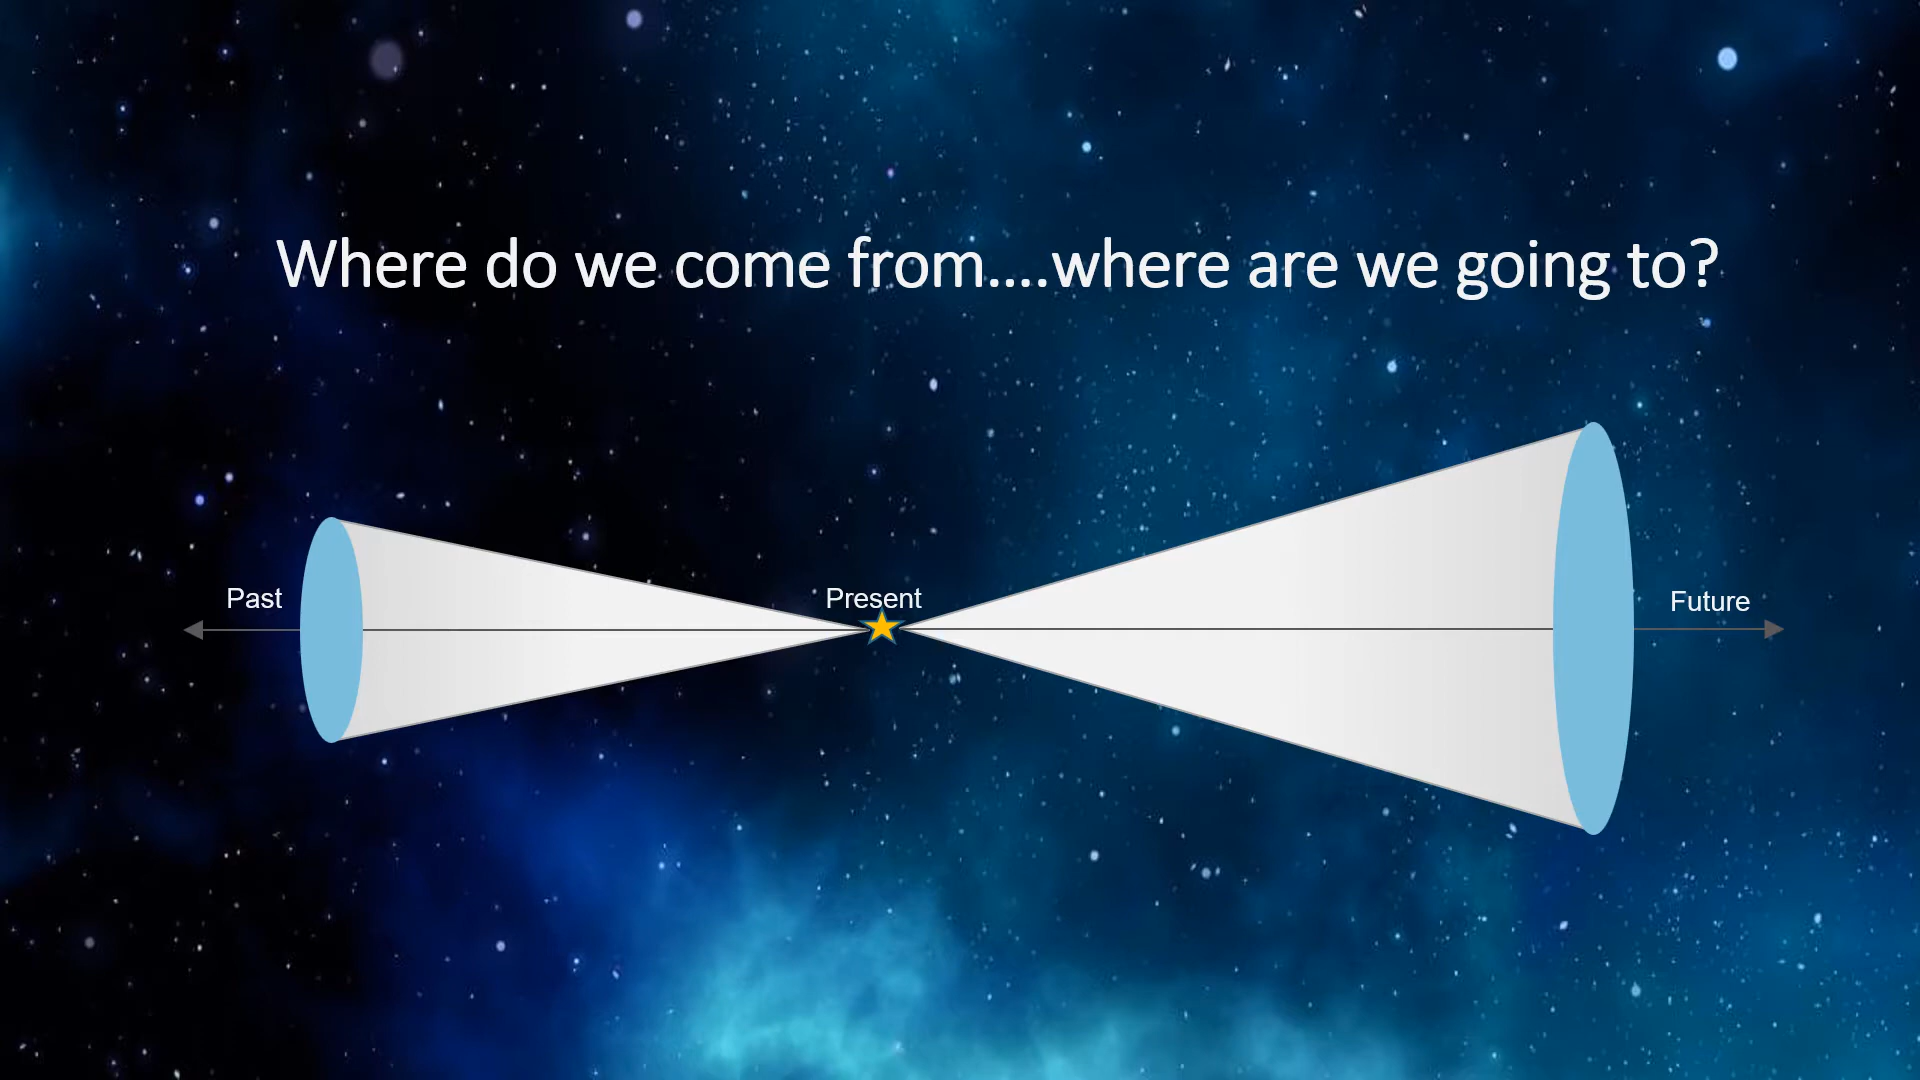 Where do we come from....where are we going to?
Past
Present
Future